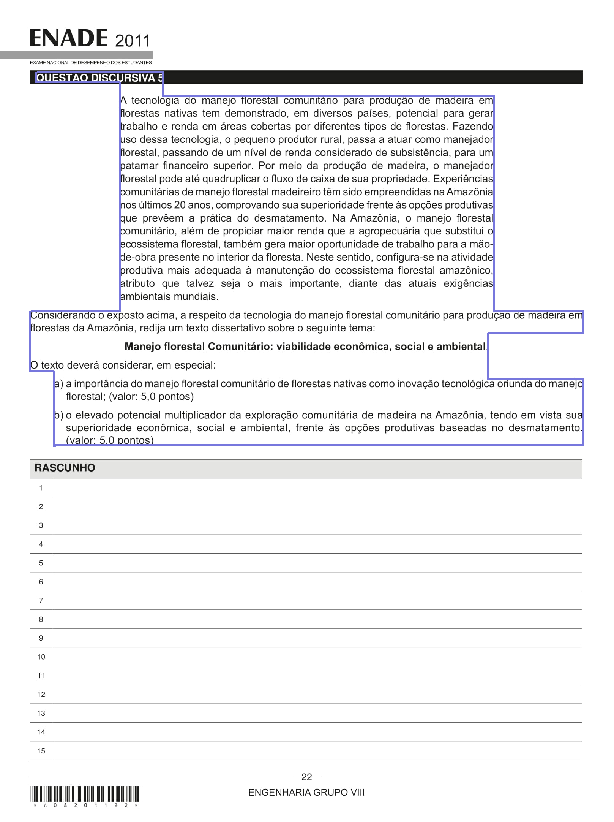 ENADE 2011
EXAME NACIONAL DE DESEMPENHO DOS ESTUDANTES
QUESTÃO DISCURSIVA 5
A tecnologia do manejo florestal comunitário para produção de madeira em
florestas nativas tem demonstrado, em diversos países, potencial para gerar
trabalho e renda em áreas cobertas por diferentes tipos de florestas. Fazendo
uso dessa tecnologia, o pequeno produtor rural, passa a atuar como manejador
florestal, passando de um nível de renda considerado de subsistência, para um
patamar financeiro superior. Por meio da produção de madeira, o manejador
florestal pode até quadruplicar o fluxo de caixa de sua propriedade. Experiências
comunitárias de manejo florestal madeireiro têm sido empreendidas na Amazônia
nos últimos 20 anos, comprovando sua superioridade frente às opções produtivas
que prevêem a prática do desmatamento. Na Amazônia, o manejo florestal
comunitário, além de propiciar maior renda que a agropecuária que substitui o
ecossistema florestal, também gera maior oportunidade de trabalho para a mão-
de-obra presente no interior da floresta. Neste sentido, configura-se na atividade
produtiva mais adequada à manutenção do ecossistema florestal amazônico,
atributo que talvez seja o mais importante, diante das atuais exigências
ambientais mundiais.
Considerando o exposto acima, a respeito da tecnologia do manejo florestal comunitário para produção de madeira em
florestas da Amazônia, redija um texto dissertativo sobre o seguinte tema:
Manejo florestal Comunitário: viabilidade econômica, social e ambiental.
O texto deverá considerar, em especial:
a) a importância do manejo florestal comunitário de florestas nativas como inovação tecnológica oriunda do manejo
florestal; (valor: 5,0 pontos)
b) o elevado potencial multiplicador da exploração comunitária de madeira na Amazônia, tendo em vista sua
superioridade econômica, social e ambiental, frente às opções produtivas baseadas no desmatamento.
(valor: 5,0 pontos)
RASCUNHO
1
2
3
4
5
6
7
8
9
10
11
12
13
14
15
22
ENGENHARIA GRUPO VIII